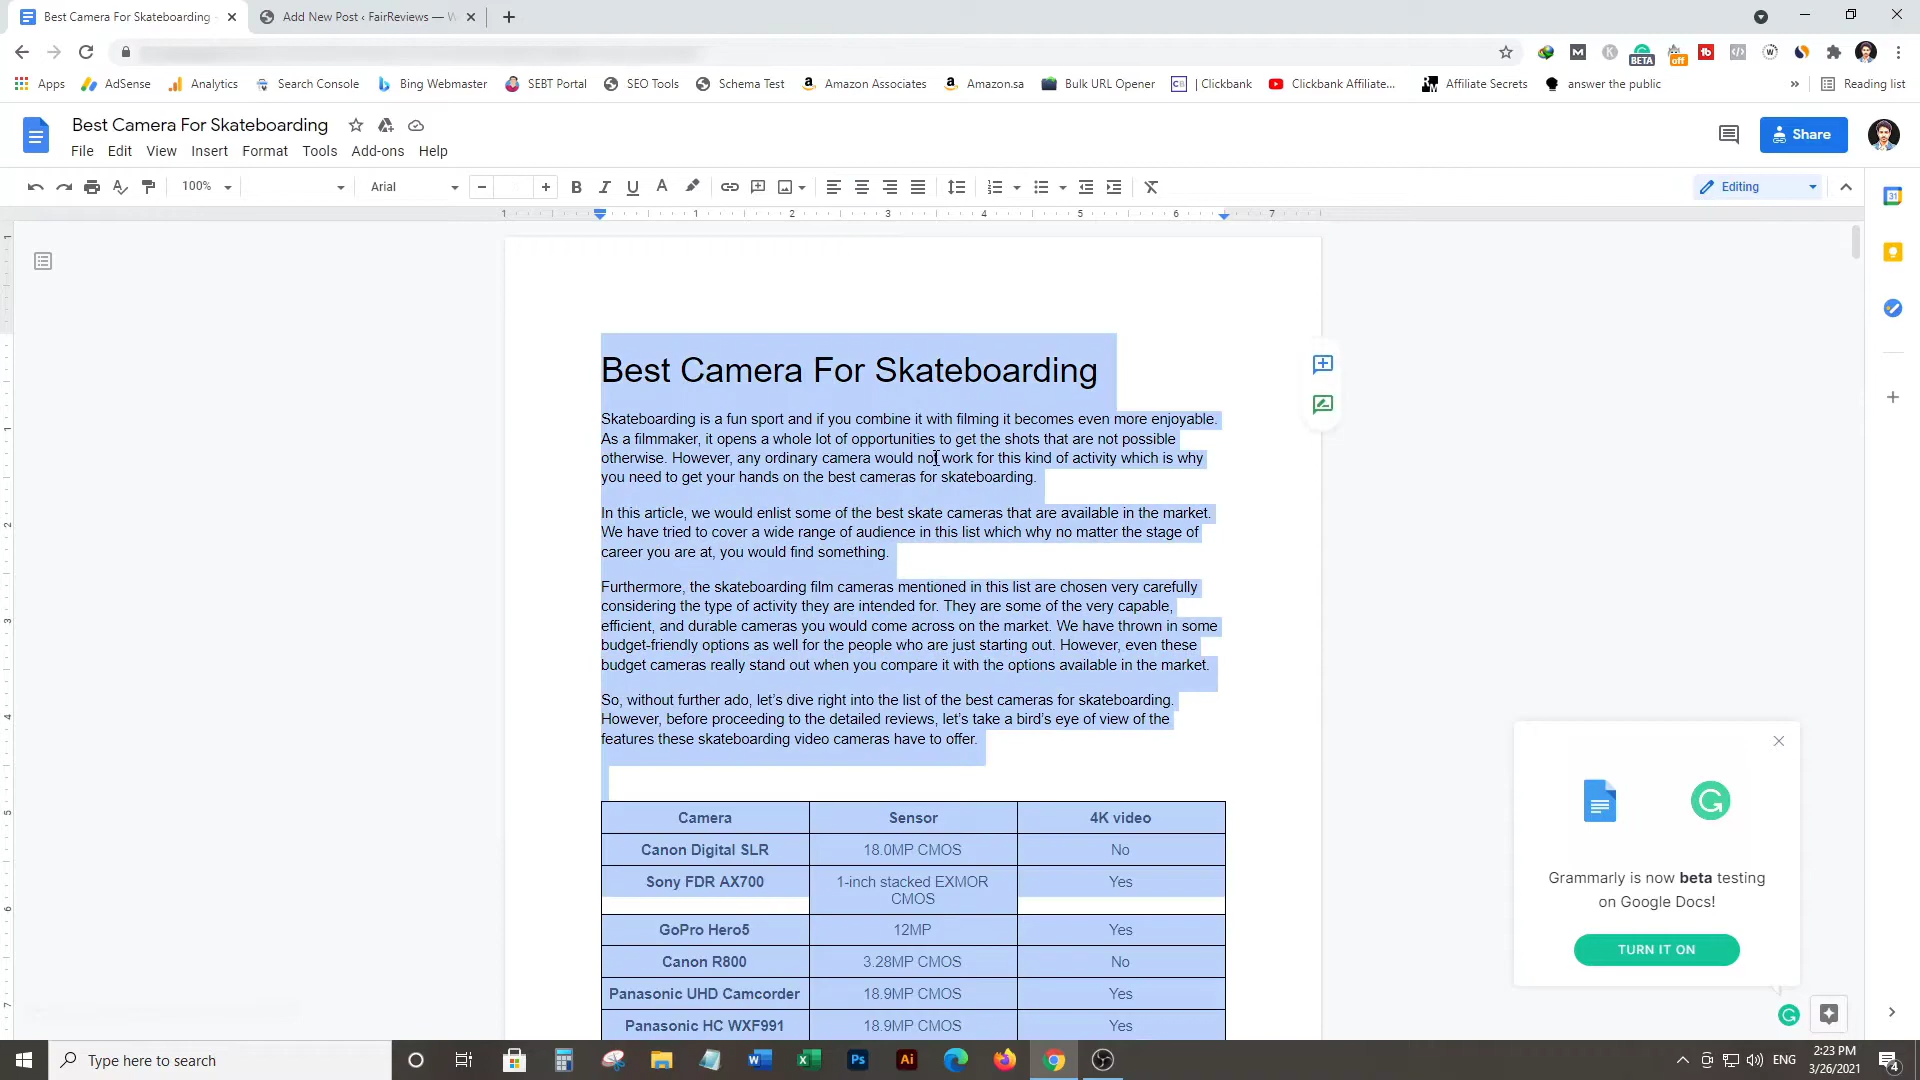 Best Camera For Skateboarding
Add New Post ‹ FairReviews — W
Apps
AdSense
Analytics
Search Console
Bing Webmaster
SEBT Portal
SEO Tools
Schema Test
Amazon Associates
Amazon.sa
Bulk URL Opener
| Clickbank
Clickbank Affiliate...
Affiliate Secrets
answer the public
»
Reading list
BETA
off
Best Camera For Skateboarding
File
Edit
View
Insert
Format
Tools
Add-ons
Help
Share
100%
Arial
Editing
1 1 2 3 4 5 6 7
Best Camera For Skateboarding
Skateboarding is a fun sport and if you combine it with filming it becomes even more enjoyable.
As a filmmaker, it opens a whole lot of opportunities to get the shots that are not possible
otherwise. However, any ordinary camera would not work for this kind of activity which is why
you need to get your hands on the best cameras for skateboarding.
In this article, we would enlist some of the best skate cameras that are available in the market.
We have tried to cover a wide range of audience in this list which why no matter the stage of
career you are at, you would find something.
Furthermore, the skateboarding film cameras mentioned in this list are chosen very carefully
considering the type of activity they are intended for. They are some of the very capable,
efficient, and durable cameras you would come across on the market. We have thrown in some
budget-friendly options as well for the people who are just starting out. However, even these
budget cameras really stand out when you compare it with the options available in the market.
So, without further ado, let’s dive right into the list of the best cameras for skateboarding.
However, before proceeding to the detailed reviews, let’s take a bird’s eye of view of the
features these skateboarding video cameras have to offer.
Camera Sensor 4K video
Canon Digital SLR 18.0MP CMOS No
Sony FDR AX700 1-inch stacked EXMOR CMOS Yes
GoPro Hero5 12MP Yes
Canon R800 3.28MP CMOS No
Panasonic UHD Camcorder 18.9MP CMOS Yes
Panasonic HC WXF991 18.9MP CMOS Yes
Grammarly is now beta testing
on Google Docs!
TURN IT ON
Type here to search
ENG
2:23 PM
3/26/2021
4